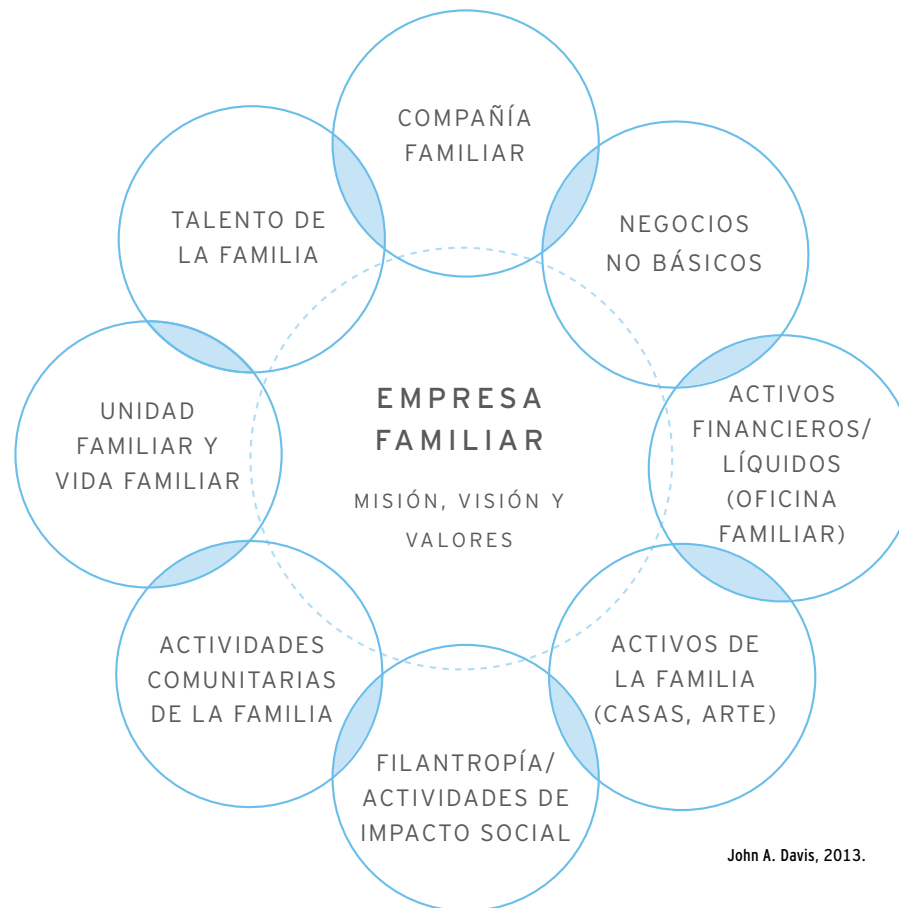 COMPAÑÍA
FAMILIAR
NEGOCIOS
NO BÁSICOS
ACTIVOS
FINANCIEROS/
LÍQUIDOS
(OFICINA
FAMILIAR)
ACTIVOS DE
LA FAMILIA
(CASAS, ARTE)
FILANTROPÍA/
ACTIVIDADES DE
IMPACTO SOCIAL
ACTIVIDADES
COMUNITARIAS
DE LA FAMILIA
UNIDAD
FAMILIAR Y
VIDA FAMILIAR
TALENTO DE
LA FAMILIA
EMPRESA
FAMILIAR
MISIÓN, VISIÓN Y
VALORES
John A. Davis, 2013.